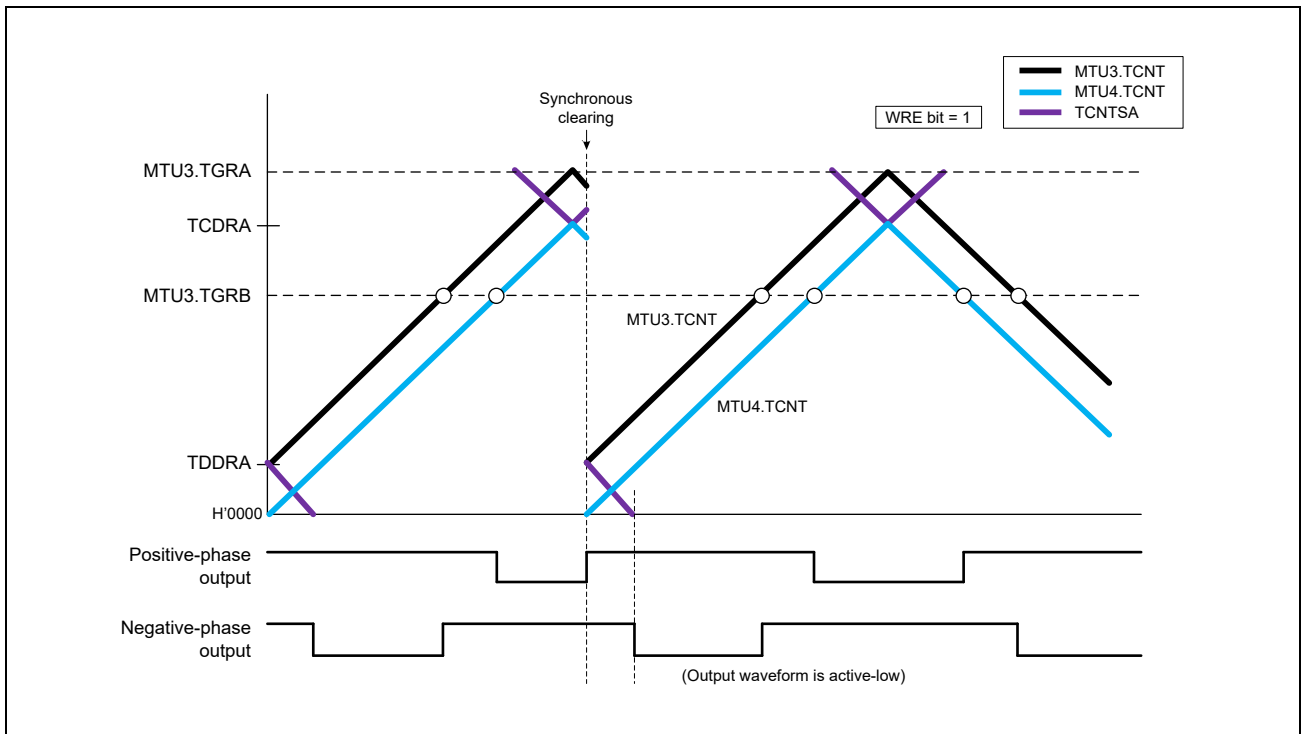 MTU3.TCNT
MTU4.TCNT
TCNTSA
Synchronous
clearing
WRE bit = 1
MTU3.TGRA
TCDRA
MTU3.TGRB
MTU3.TCNT
MTU4.TCNT
TDDRA
H'0000
Positive-phase
output
Negative-phase
output
(Output waveform is active-low)